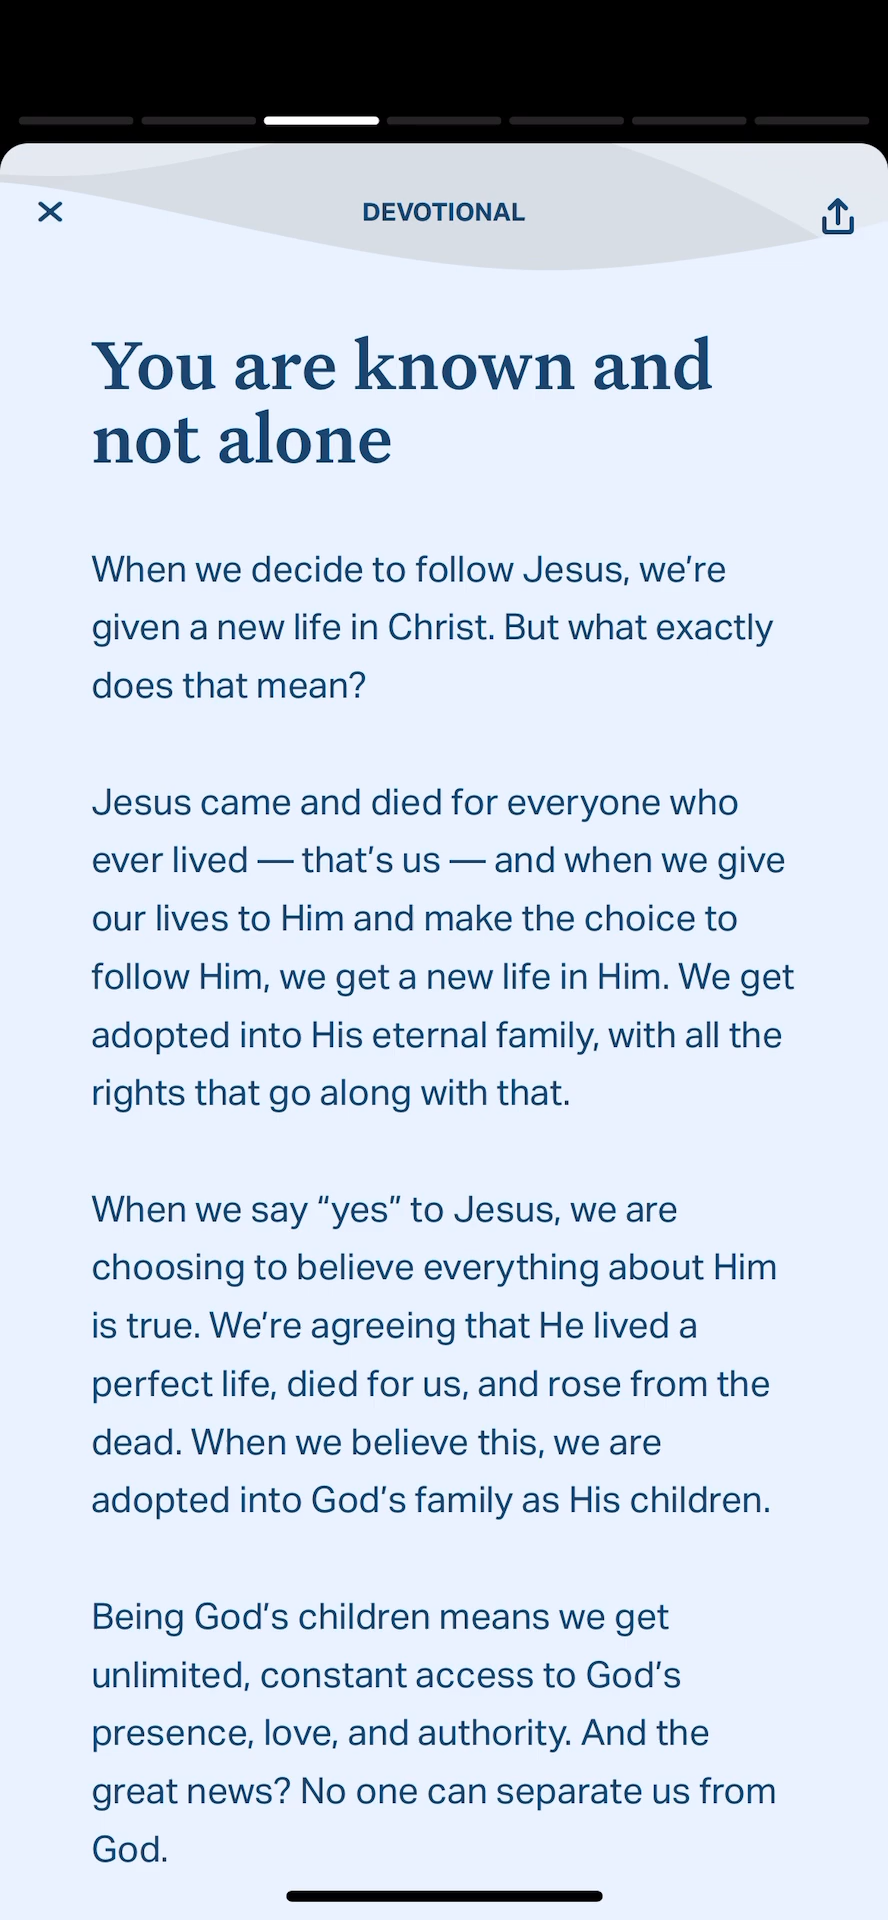 DEVOTIONAL
You are known and
not alone
When we decide to follow Jesus, we’re
given a new life in Christ. But what exactly
does that mean?
Jesus came and died for everyone who
ever lived — that’s us — and when we give
our lives to Him and make the choice to
follow Him, we get a new life in Him. We get
adopted into His eternal family, with all the
rights that go along with that.
When we say “yes” to Jesus, we are
choosing to believe everything about Him
is true. We’re agreeing that He lived a
perfect life, died for us, and rose from the
dead. When we believe this, we are
adopted into God’s family as His children.
Being God’s children means we get
unlimited, constant access to God’s
presence, love, and authority. And the
great news? No one can separate us from
God.